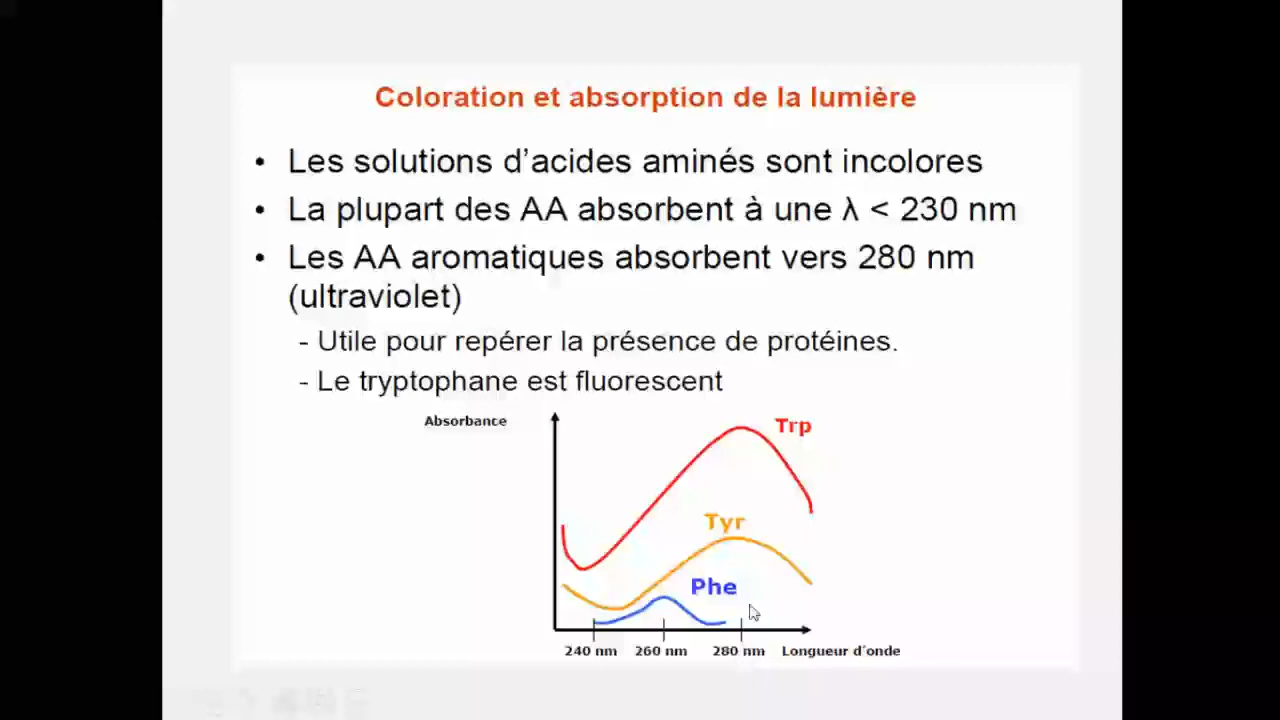 Coloration et absorption de la lumière
• Les solutions d'acides aminés sont incolores
• La plupart des AA absorbent à une λ < 230 nm
• Les AA aromatiques absorbent vers 280 nm
(ultraviolet)
- Utile pour repérer la présence de protéines.
- Le tryptophane est fluorescent
Absorbance
Trp
Tyr
Phe
240 nm 260 nm 280 nm Longueur d'onde